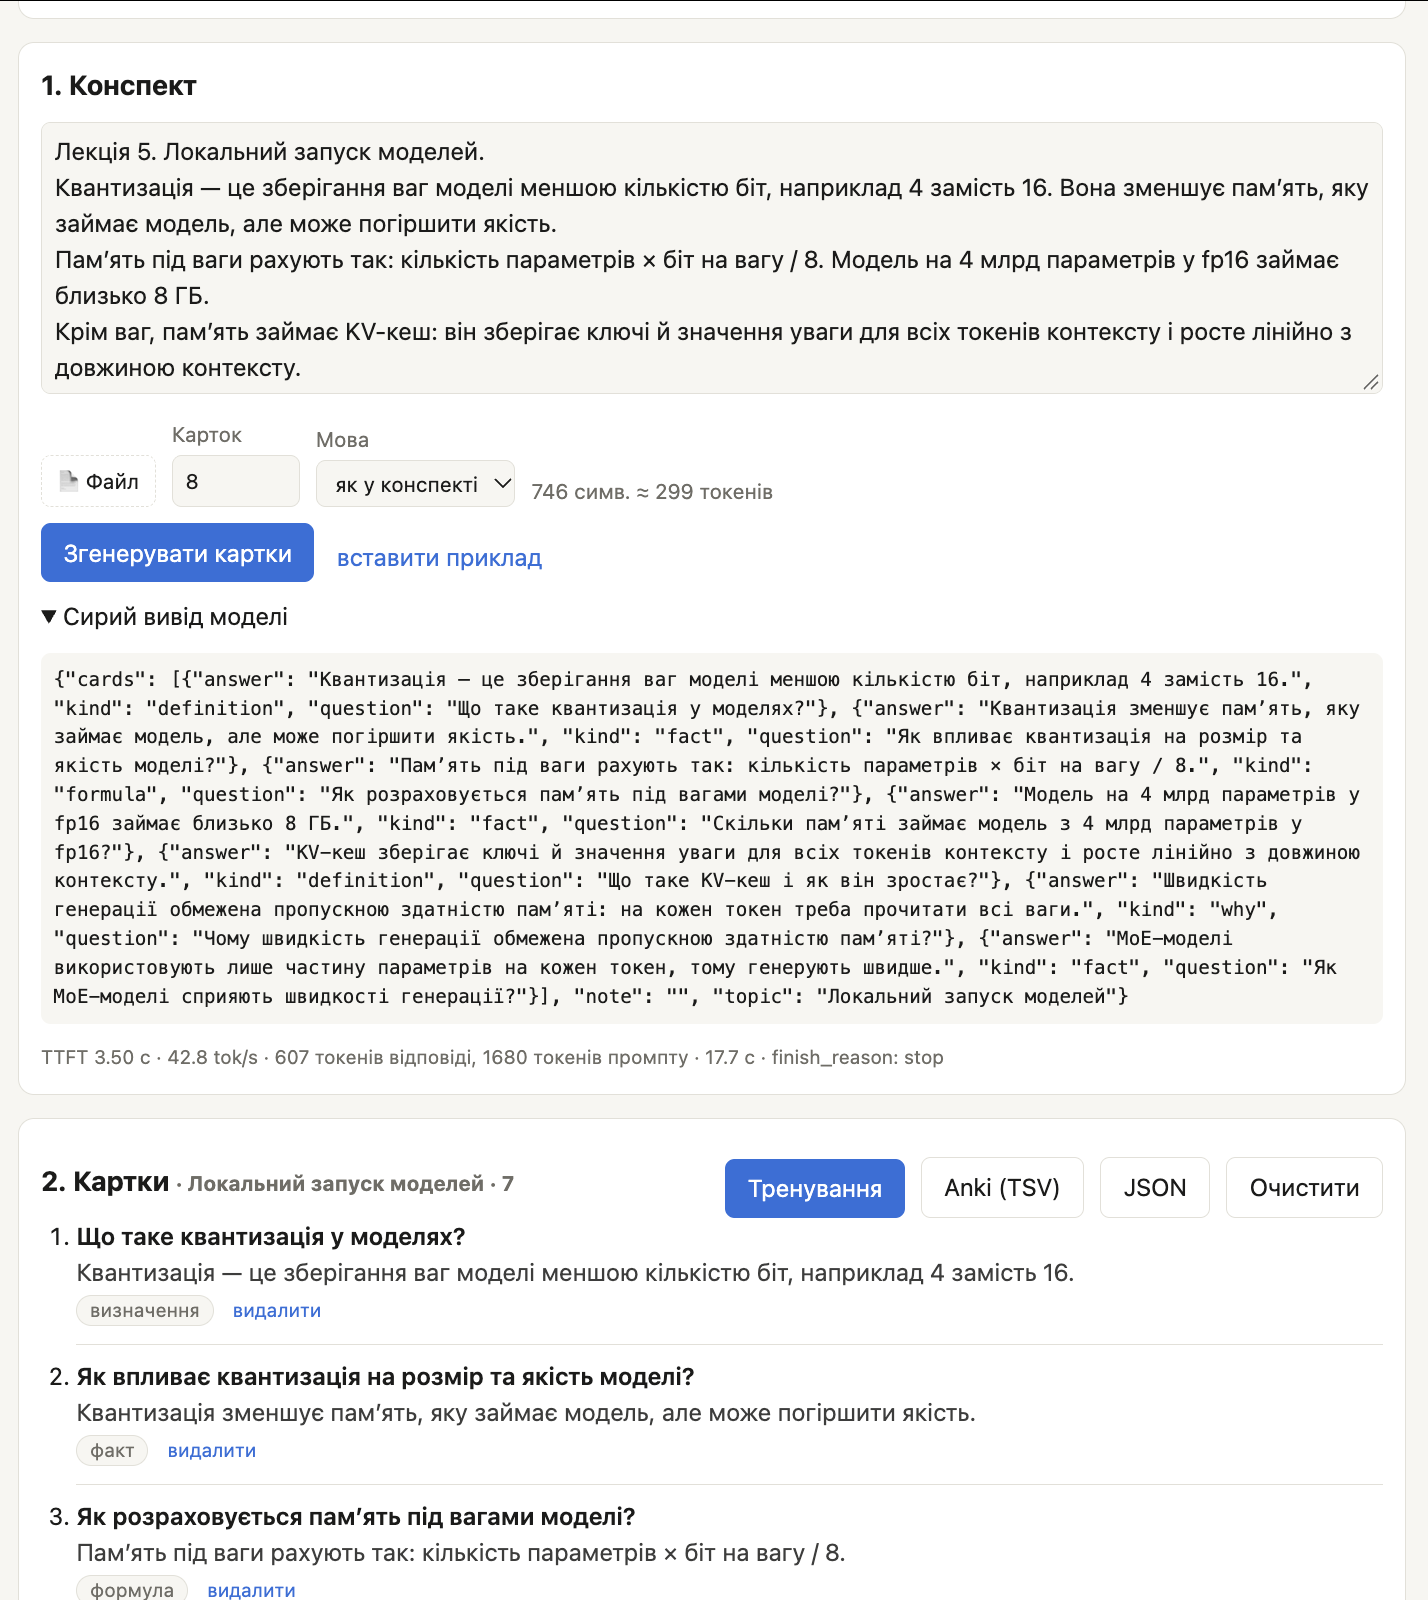 1. Конспект
Лекція 5. Локальний запуск моделей.
Квантизація — це зберігання ваг моделі меншою кількістю біт, наприклад 4 замість 16. Вона зменшує пам’ять, яку
займає модель, але може погіршити якість.
Пам’ять під ваги рахують так: кількість параметрів × біт на вагу / 8. Модель на 4 млрд параметрів у fp16 займає
близько 8 ГБ.
Крім ваг, пам’ять займає KV-кеш: він зберігає ключі й значення уваги для всіх токенів контексту і росте лінійно з
довжиною контексту.
Карток
Мова
Файл
8
як у конспекті
746 симв. ≈ 299 токенів
Згенерувати картки
вставити приклад
▼ Сирий вивід моделі
{"cards": [{"answer": "Квантизація — це зберігання ваг моделі меншою кількістю біт, наприклад 4 замість 16.",
"kind": "definition", "question": "Що таке квантизація у моделях?"}, {"answer": "Квантизація зменшує пам’ять, яку
займає модель, але може погіршити якість.", "kind": "fact", "question": "Як впливає квантизація на розмір та
якість моделі?"}, {"answer": "Пам’ять під ваги рахують так: кількість параметрів × біт на вагу / 8.", "kind":
"formula", "question": "Як розраховується пам’ять під вагами моделі?"}, {"answer": "Модель на 4 млрд параметрів у
fp16 займає близько 8 ГБ.", "kind": "fact", "question": "Скільки пам’яті займає модель з 4 млрд параметрів у
fp16?"}, {"answer": "KV-кеш зберігає ключі й значення уваги для всіх токенів контексту і росте лінійно з довжиною
контексту.", "kind": "definition", "question": "Що таке KV-кеш і як він зростає?"}, {"answer": "Швидкість
генерації обмежена пропускною здатністю пам’яті: на кожен токен треба прочитати всі ваги.", "kind": "why",
"question": "Чому швидкість генерації обмежена пропускною здатністю пам’яті?"}, {"answer": "MoE-моделі
використовують лише частину параметрів на кожен токен, тому генерують швидше.", "kind": "fact", "question": "Як
MoE-моделі сприяють швидкості генерації?"}], "note": "", "topic": "Локальний запуск моделей"}
TTFT 3.50 с · 42.8 tok/s · 607 токенів відповіді, 1680 токенів промпту · 17.7 с · finish_reason: stop
2. Картки · Локальний запуск моделей · 7
Тренування
Anki (TSV)
JSON
Очистити
1. Що таке квантизація у моделях?
Квантизація — це зберігання ваг моделі меншою кількістю біт, наприклад 4 замість 16.
визначення видалити
2. Як впливає квантизація на розмір та якість моделі?
Квантизація зменшує пам’ять, яку займає модель, але може погіршити якість.
факт видалити
3. Як розраховується пам’ять під вагами моделі?
Пам’ять під ваги рахують так: кількість параметрів × біт на вагу / 8.
формула видалити